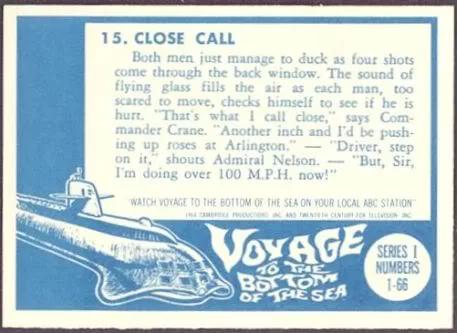 15. CLOSE CALL
Both men just manage to duck as four shots
come through the back window. The sound of
flying glass fills the air as each man, too
scared to move, checks himself to see if he is
hurt. "That's what I call close," says Com-
mander Crane. "Another inch and I'd be push-
ing up roses at Arlington." — "Driver, step
on it," shouts Admiral Nelson. — "But, Sir,
I'm doing over 100 M.P.H. now!"
WATCH VOYAGE TO THE BOTTOM OF THE SEA ON YOUR LOCAL ABC STATION
1964 CAMBRIDGE PRODUCTIONS, INC. AND TWENTIETH CENTURY-FOX TELEVISION, INC.
VOYAGE
TO THE
BOTTOM
OF THE SEA
SERIES I
NUMBERS
1-66